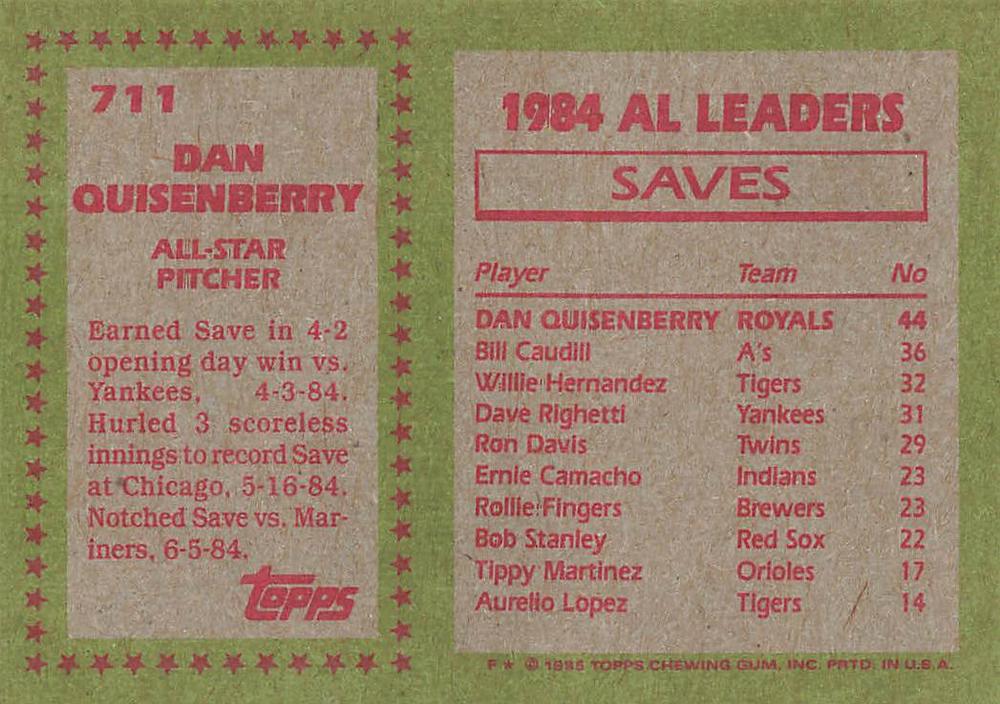 711
DAN
QUISENBERRY
ALL-STAR
PITCHER
Earned Save in 4-2
opening day win vs.
Yankees, 4-3-84.
Hurled 3 scoreless
innings to record Save
at Chicago, 5-16-84.
Notched Save vs. Mar-
iners, 6-5-84.
topps
1984 AL LEADERS
SAVES
Player Team No
DAN QUISENBERRY ROYALS 44
Bill Caudill A's 36
Willie Hernandez Tigers 32
Dave Righetti Yankees 31
Ron Davis Twins 29
Ernie Camacho Indians 23
Rollie Fingers Brewers 23
Bob Stanley Red Sox 22
Tippy Martinez Orioles 17
Aurelio Lopez Tigers 14
F★ © 1985 TOPPS CHEWING GUM, INC. PRTD. IN U.S.A.